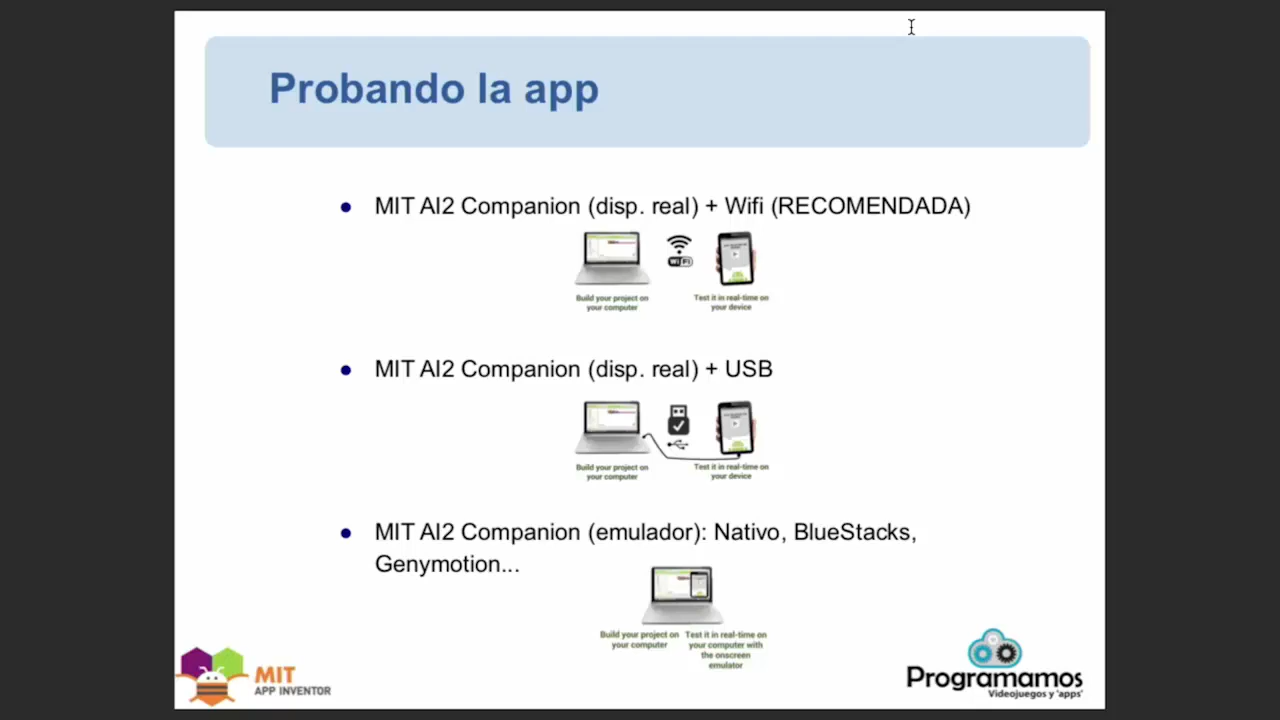 Probando la app
● MIT AI2 Companion (disp. real) + Wifi (RECOMENDADA)
WiFi
Build your project on
your computer
Test it in real-time on
your device
● MIT AI2 Companion (disp. real) + USB
Build your project on
your computer
Test it in real-time on
your device
● MIT AI2 Companion (emulador): Nativo, BlueStacks,
Genymotion...
Build your project on
your computer
Test it in real-time on
your computer with
the onscreen
emulator
MIT
APP INVENTOR
Programamos
Videojuegos y 'apps'